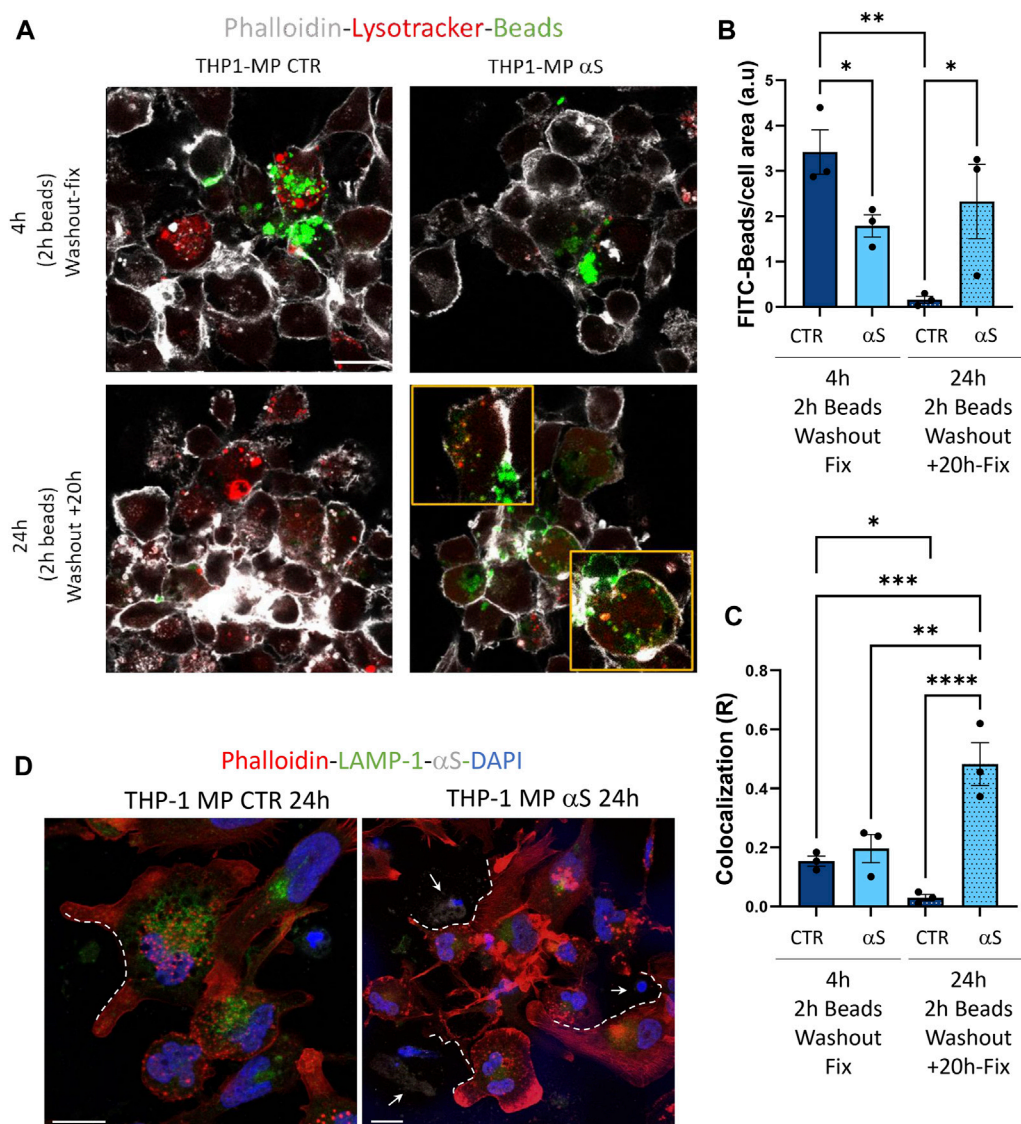 A
Phalloidin-Lysotracker-Beads
THP1-MP CTR
THP1-MP αS
4h
(2h beads)
Washout-fix
24h
(2h beads)
Washout +20h
B
**
*
*
FITC-Beads/cell area (a.u)
5
4
3
2
1
0
CTR
αS
CTR
αS
4h
2h Beads
Washout
Fix
24h
2h Beads
Washout
+20h-Fix
C
*
***
**
****
Colocalization (R)
0.8
0.6
0.4
0.2
0.0
CTR
αS
CTR
αS
4h
2h Beads
Washout
Fix
24h
2h Beads
Washout
+20h-Fix
D
Phalloidin-LAMP-1-αS-DAPI
THP-1 MP CTR 24h
THP-1 MP αS 24h